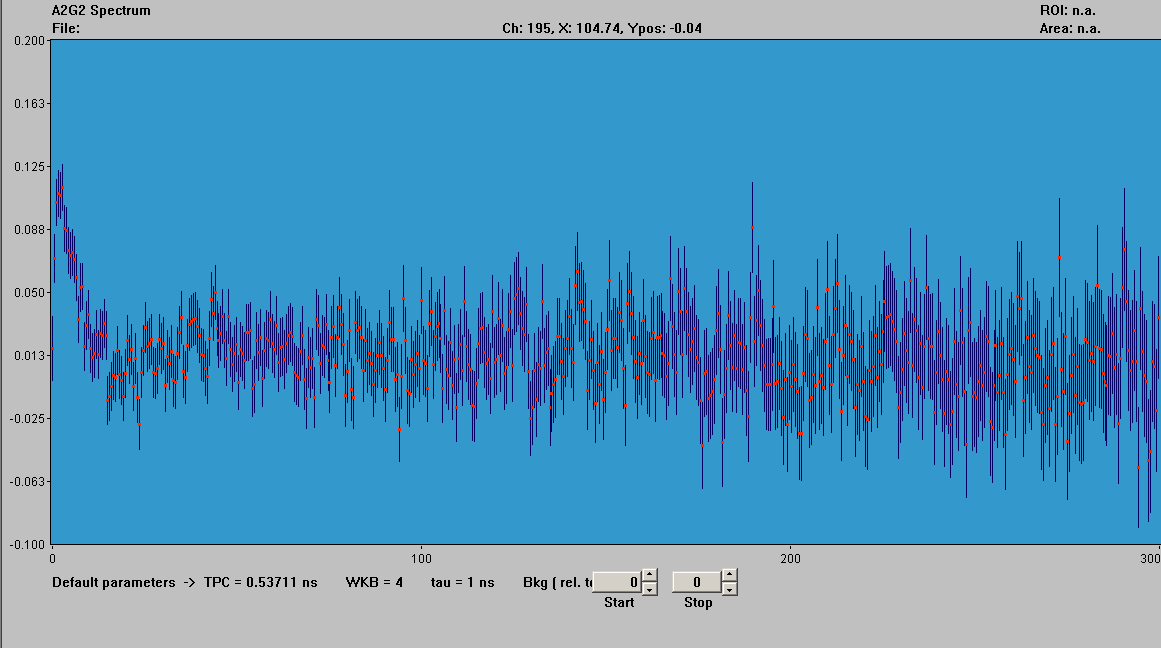 A2G2 Spectrum
ROI: n.a.
File:
Ch: 195, X: 104.74, Ypos: -0.04
Area: n.a.
0.200
0.163
0.125
0.088
0.050
0.013
-0.025
-0.063
-0.100
0
100
200
300
Default parameters -> TPC = 0.53711 ns WKB = 4 tau = 1 ns Bkg ( rel. 0 0
Start Stop